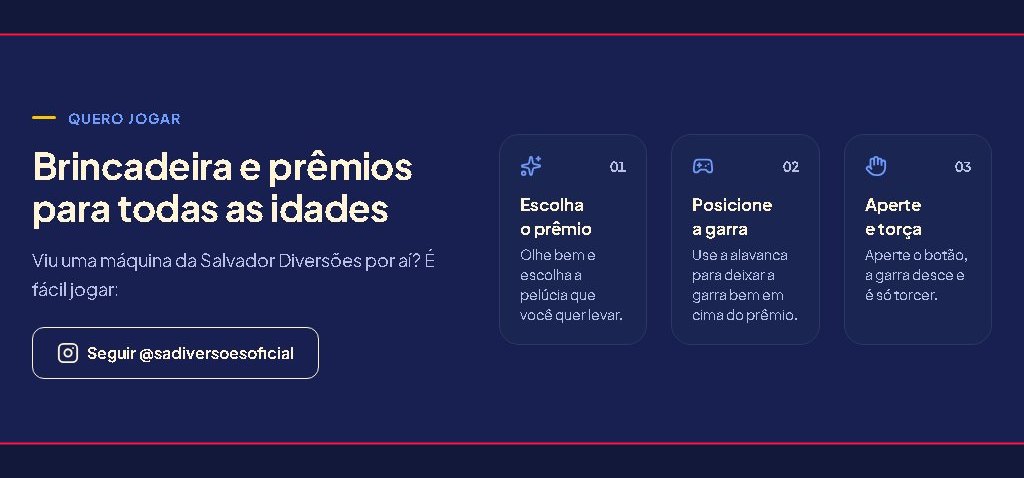 QUERO JOGAR
Brincadeira e prêmios
para todas as idades
Viu uma máquina da Salvador Diversões por aí? É
fácil jogar:
Seguir @sadiversoesoficial
01
Escolha
o prêmio
Olhe bem e
escolha a
pelúcia que
você quer levar.
02
Posicione
a garra
Use a alavanca
para deixar a
garra bem em
cima do prêmio.
03
Aperte
e torça
Aperte o botão,
a garra desce e
é só torcer.